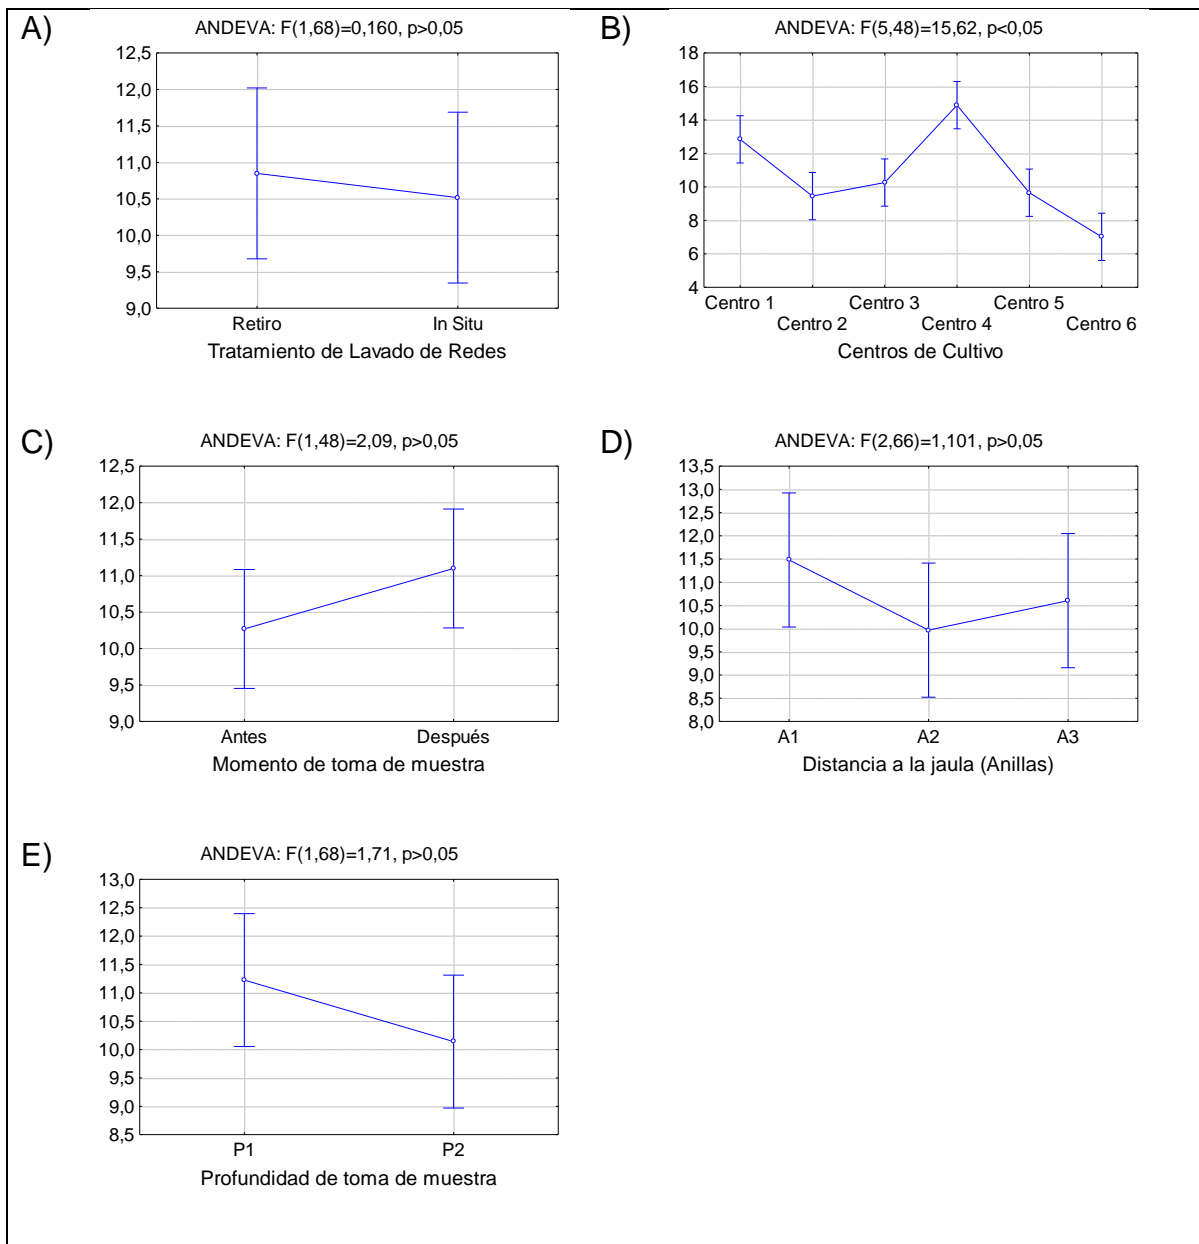 A)
ANDEVA: F(1,68)=0,160, p>0,05
12,5
12,0
11,5
11,0
10,5
10,0
9,5
9,0
Retiro
In Situ
Tratamiento de Lavado de Redes
B)
ANDEVA: F(5,48)=15,62, p<0,05
18
16
14
12
10
8
6
4
Centro 1
Centro 2
Centro 3
Centro 4
Centro 5
Centro 6
Centros de Cultivo
C)
ANDEVA: F(1,48)=2,09, p>0,05
12,5
12,0
11,5
11,0
10,5
10,0
9,5
9,0
Antes
Después
Momento de toma de muestra
D)
ANDEVA: F(2,66)=1,101, p>0,05
13,5
13,0
12,5
12,0
11,5
11,0
10,5
10,0
9,5
9,0
8,5
8,0
A1
A2
A3
Distancia a la jaula (Anillas)
E)
ANDEVA: F(1,68)=1,71, p>0,05
13,0
12,5
12,0
11,5
11,0
10,5
10,0
9,5
9,0
8,5
P1
P2
Profundidad de toma de muestra